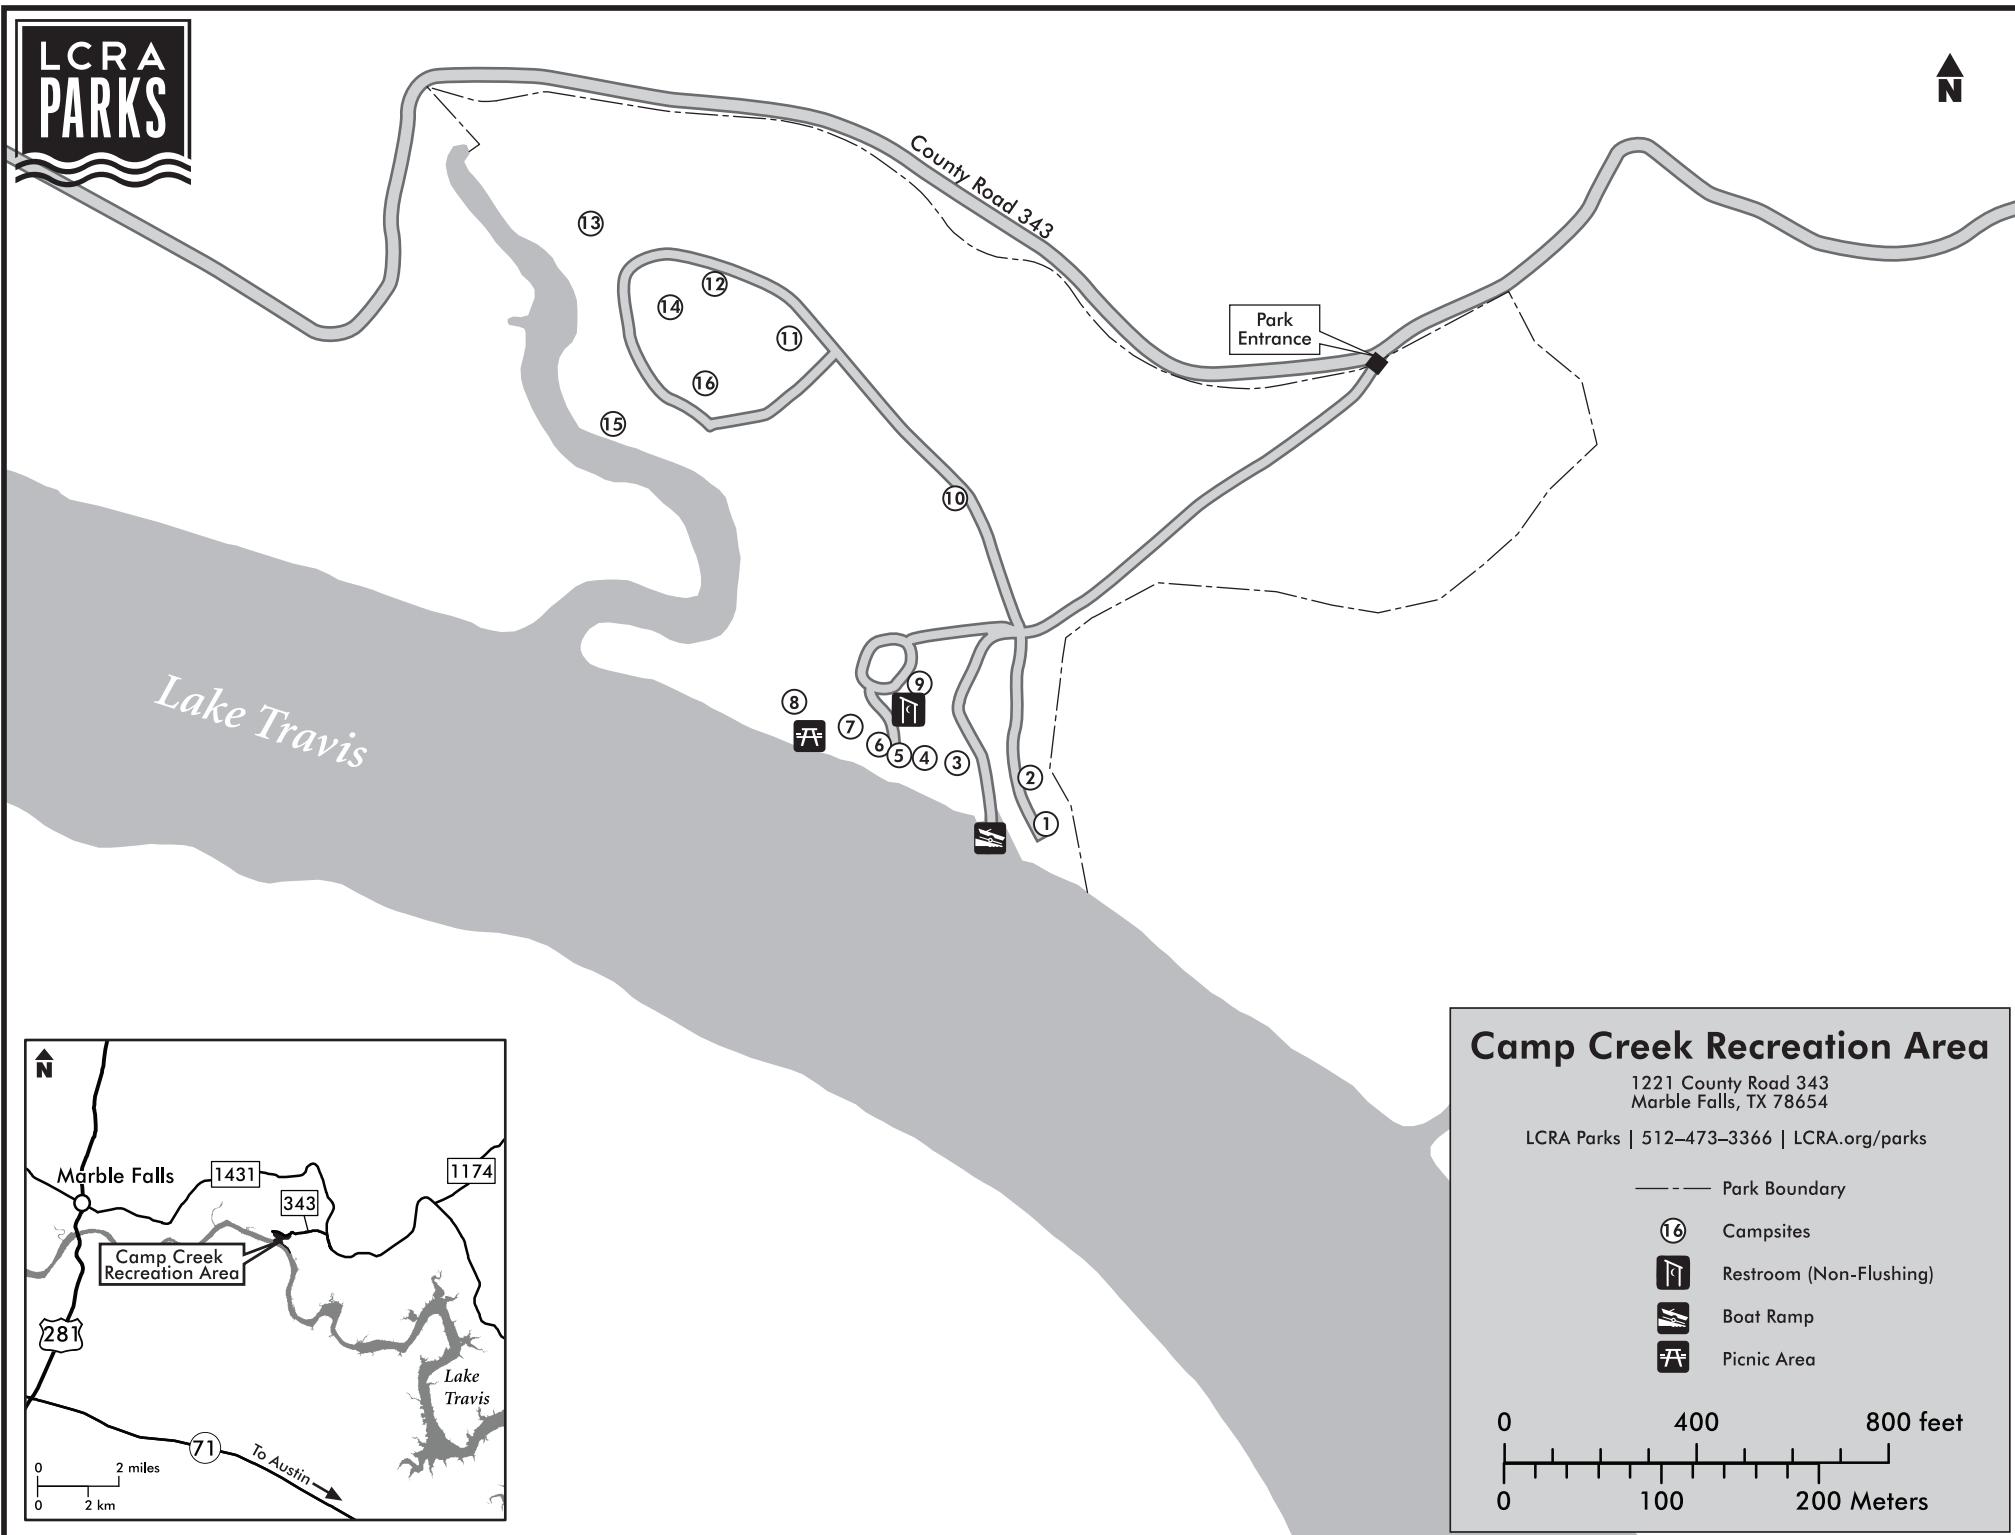 LCRA
PARKS
N
County Road 343
Park
Entrance
13
12
14
11
16
15
10
9
8
7
6
5
4
3
2
1
Lake Travis
N
Marble Falls
1431
1174
343
Camp Creek
Recreation Area
281
Lake
Travis
71
To Austin
0 2 miles
0 2 km
Camp Creek Recreation Area
1221 County Road 343
Marble Falls, TX 78654
LCRA Parks | 512–473–3366 | LCRA.org/parks
Park Boundary
16 Campsites
Restroom (Non-Flushing)
Boat Ramp
Picnic Area
0 400 800 feet
0 100 200 Meters